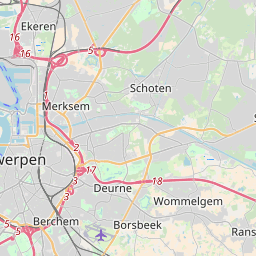 Ekeren
16
16
5
Schoten
1
Merksem
S
2
werpen
17
3
Deurne
18
3
Wommelgem
5
5
Berchem
Borsbeek
Rans